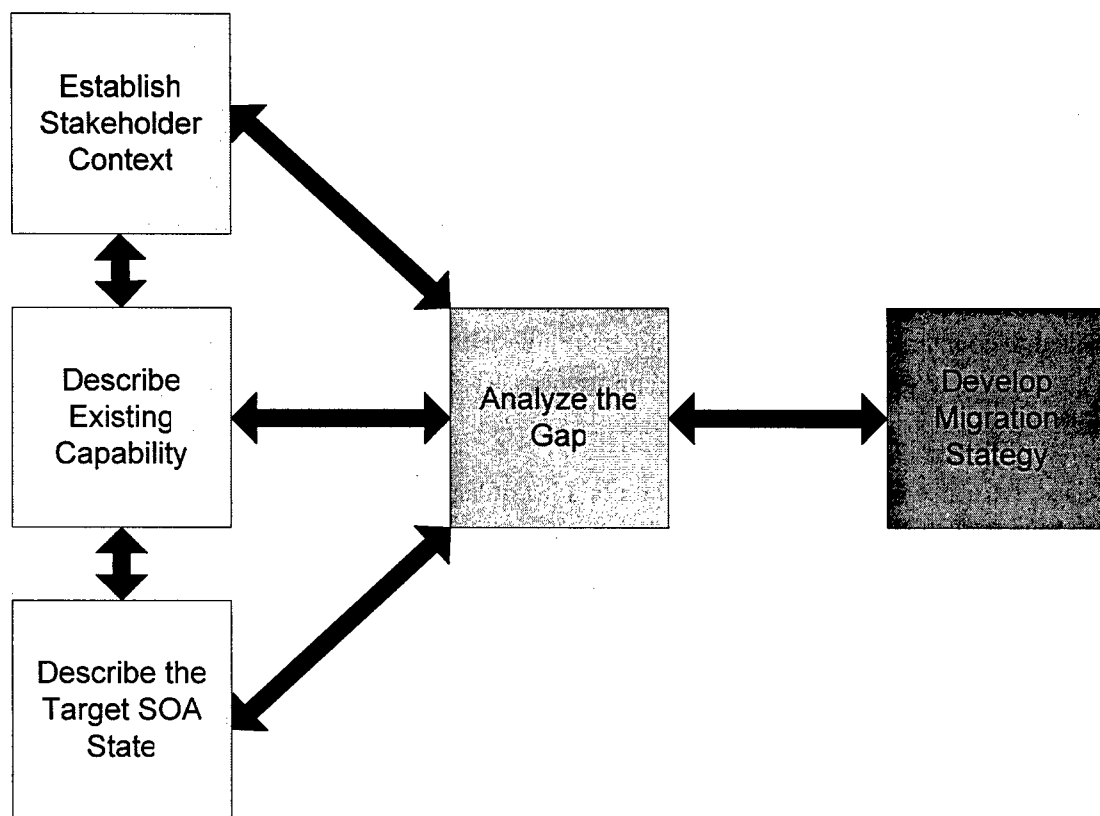 Establish
Stakeholder
Context
Describe
Existing
Capability
Describe the
Target SOA
State
Analyze the
Gap
Develop
Migration
Stategy